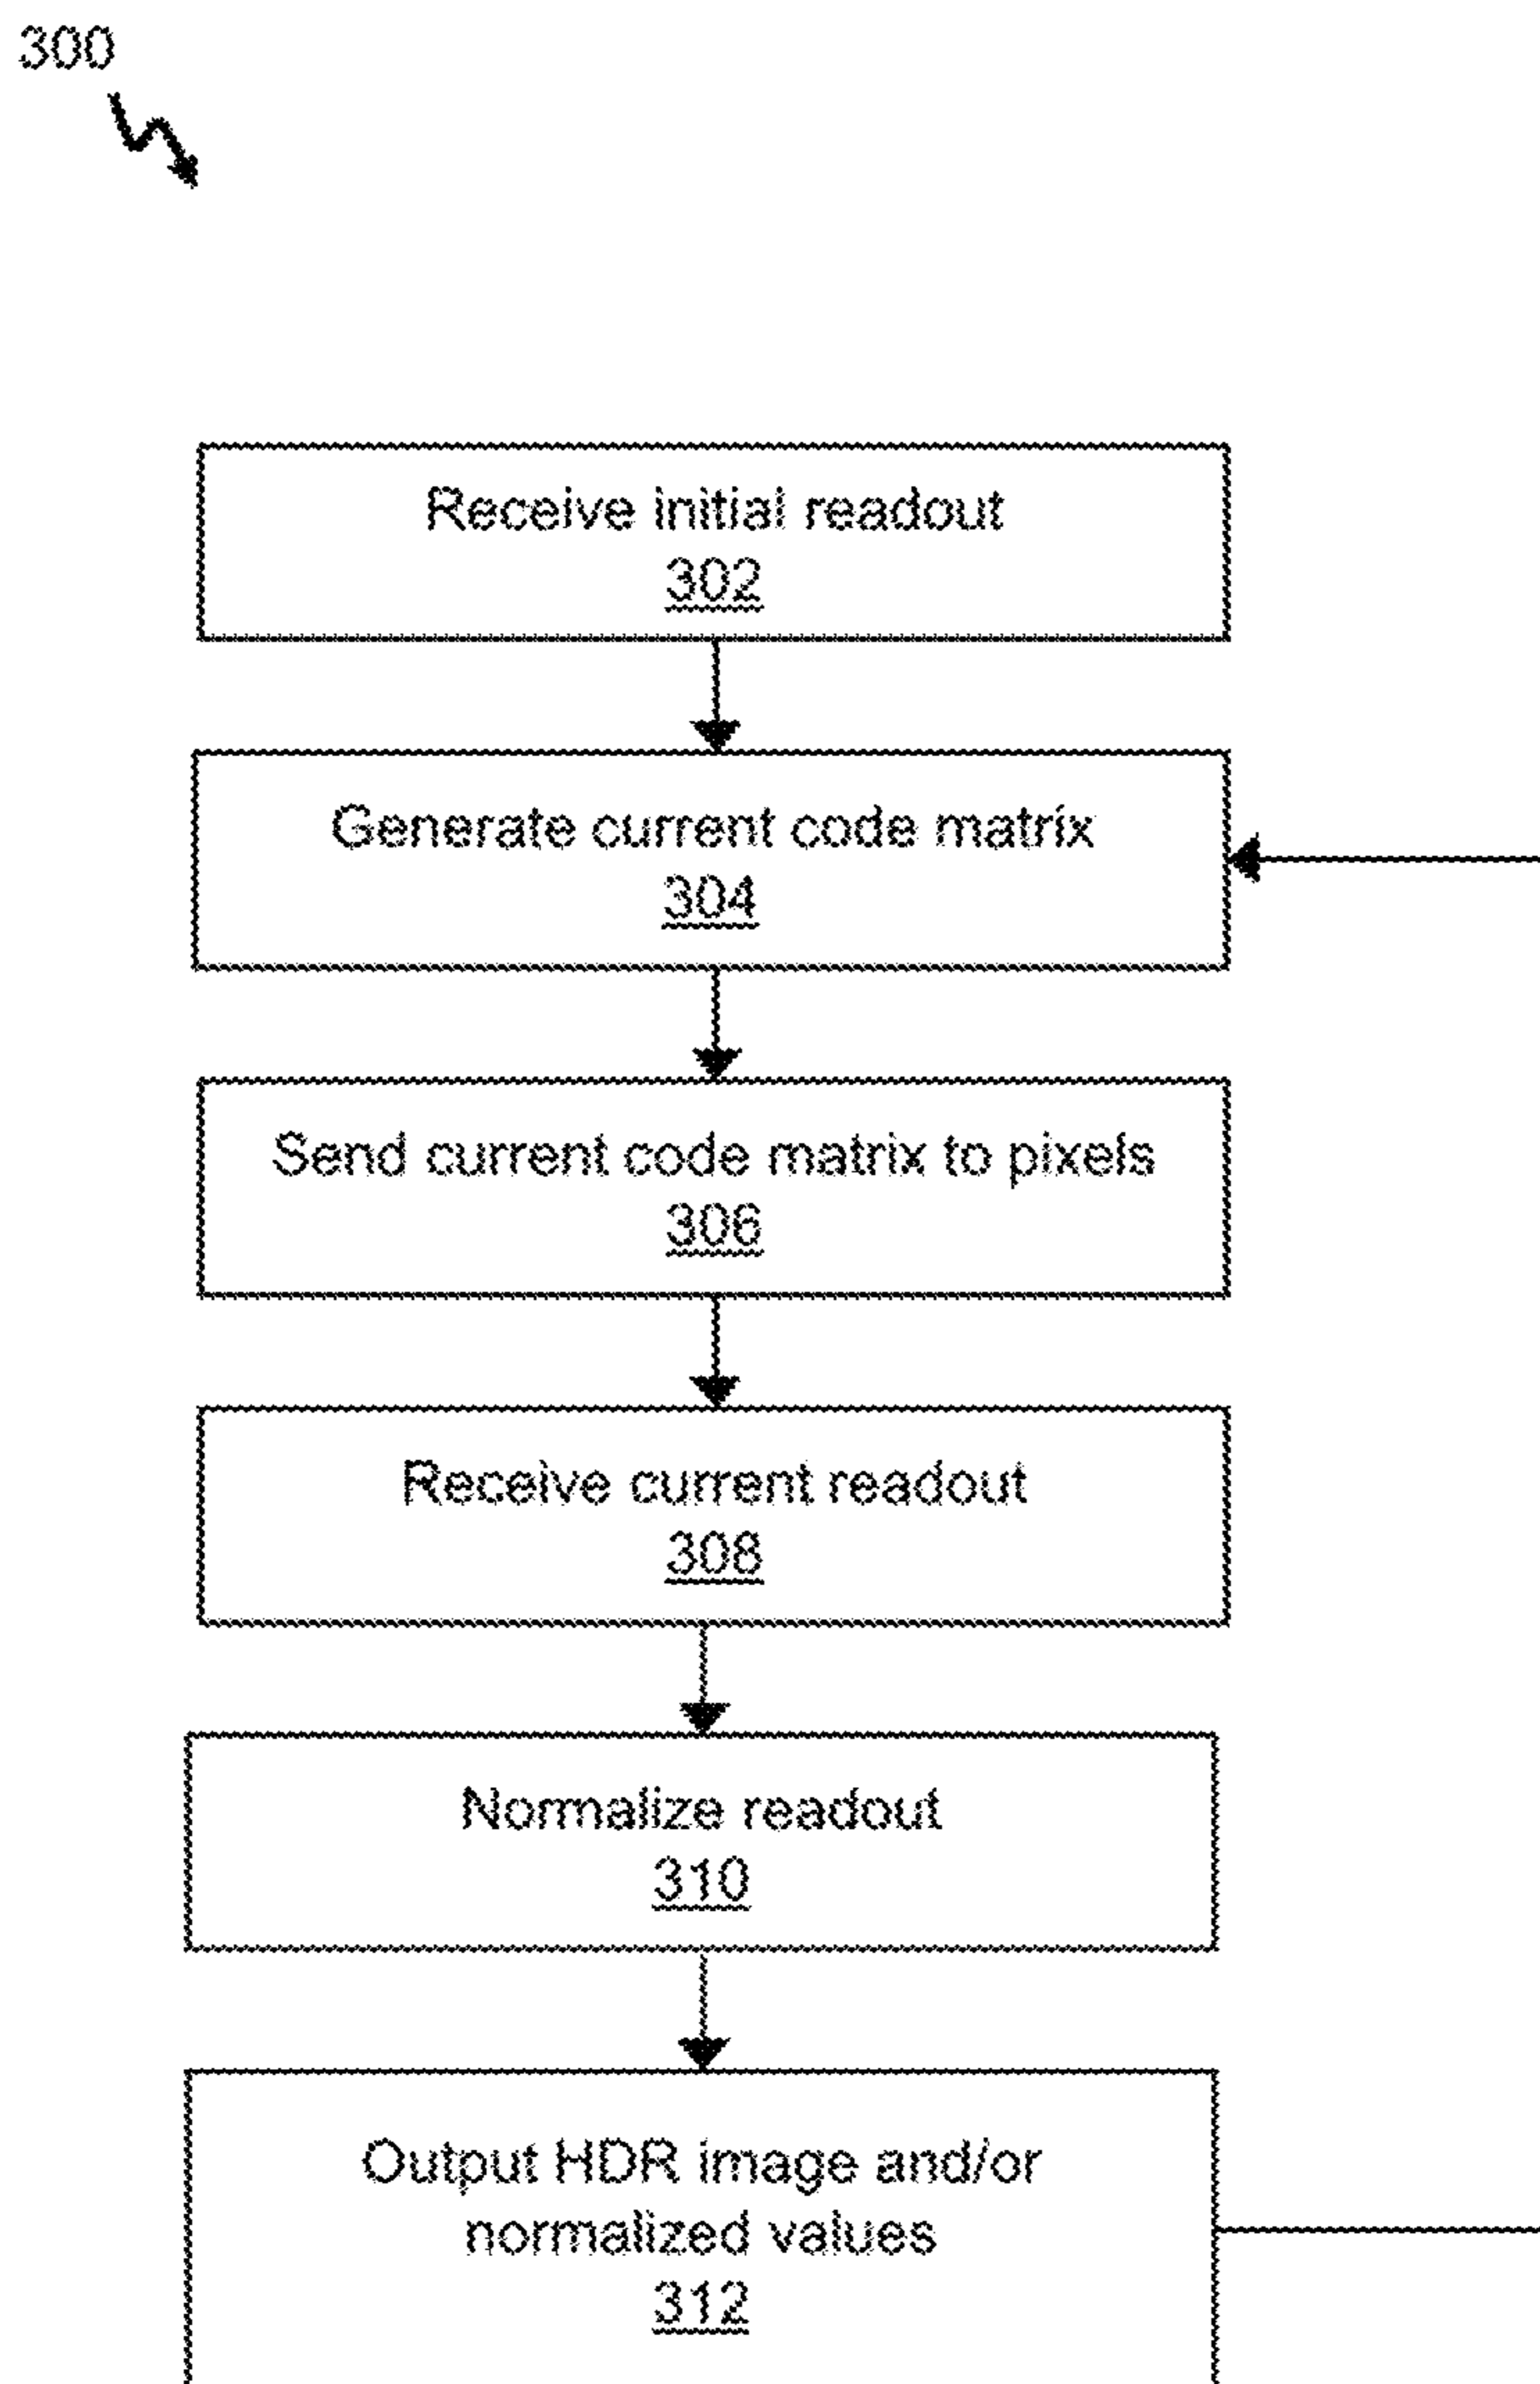 300
Receive initial readout
302
Generate current code matrix
304
Send current code matrix to pixels
306
Receive current readout
308
Normalize readout
310
Output HDR image and/or
normalized values
312